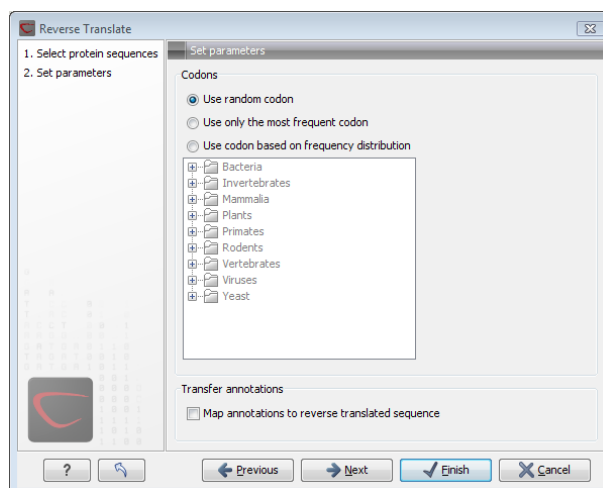 Reverse Translate
1. Select protein sequences
2. Set parameters
Set parameters
Codons
Use random codon
Use only the most frequent codon
Use codon based on frequency distribution
Bacteria
Invertebrates
Mammalia
Plants
Primates
Rodents
Vertebrates
Viruses
Yeast
Transfer annotations
Map annotations to reverse translated sequence
?
Previous
Next
Finish
Cancel